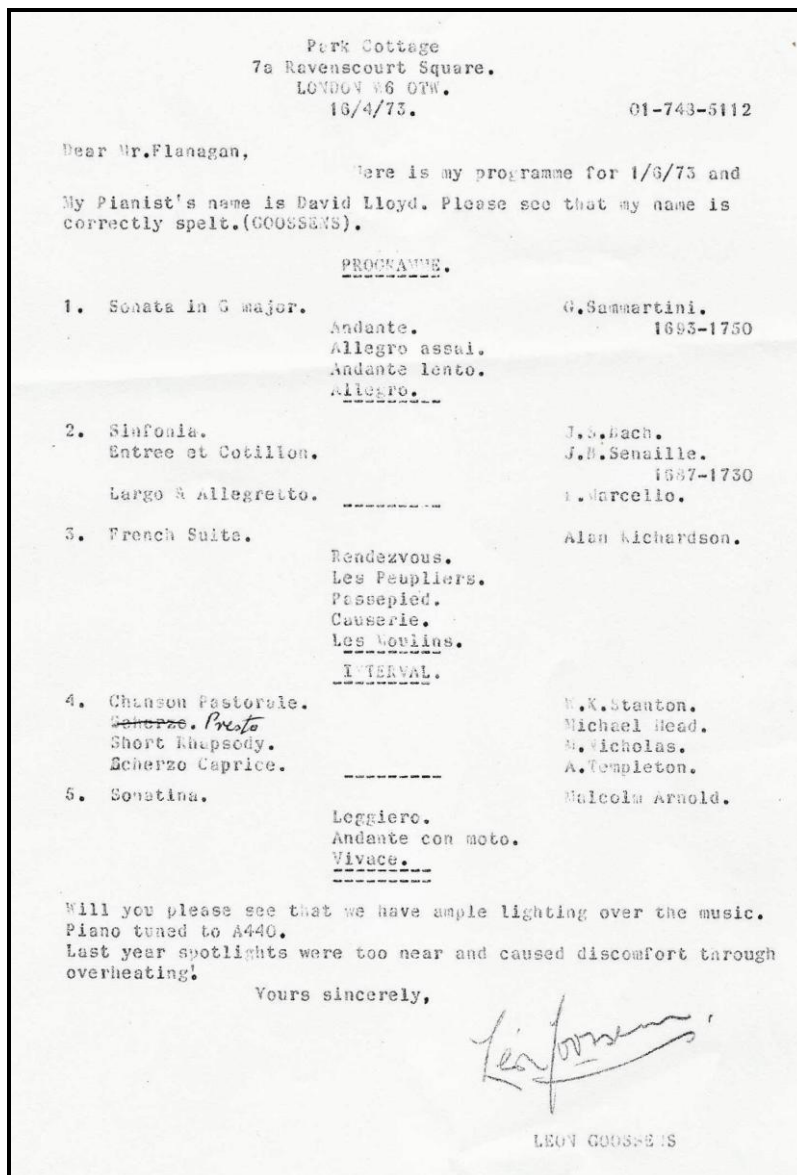 Park Cottage
7a Ravenscourt Square.
LONDON W6 OTW.
16/4/73. 01-743-5112
Dear Mr.Flanagan,
Here is my programme for 1/6/73 and
My Pianist's name is David Lloyd. Please see that my name is
correctly spelt.(GOOSSENS).
PROGRAMME.
1. Sonata in G major. G.Sammartini.
Andante. 1693-1750
Allegro assai.
Andante lento.
Allegro.
2. Sinfonia. J.S.Bach.
Entree et Cotillon. J.B.Senaille.
1687-1730
Largo & Allegretto. Marcello.
3. French Suite. Alan Richardson.
Rendezvous.
Les Peupliers.
Passepied.
Causerie.
Les Moulins.
INTERVAL.
4. Chanson Pastorale. W.K.Stanton.
Scherzo. Presto Michael Head.
Short Rhapsody. M.Nicholas.
Scherzo Caprice. A.Templeton.
5. Sonatina. Malcolm Arnold.
Leggiero.
Andante con moto.
Vivace.
Will you please see that we have ample lighting over the music.
Piano tuned to A440.
Last year spotlights were too near and caused discomfort through
overheating!
Yours sincerely,
Léon Goossens
LEON GOOSSENS